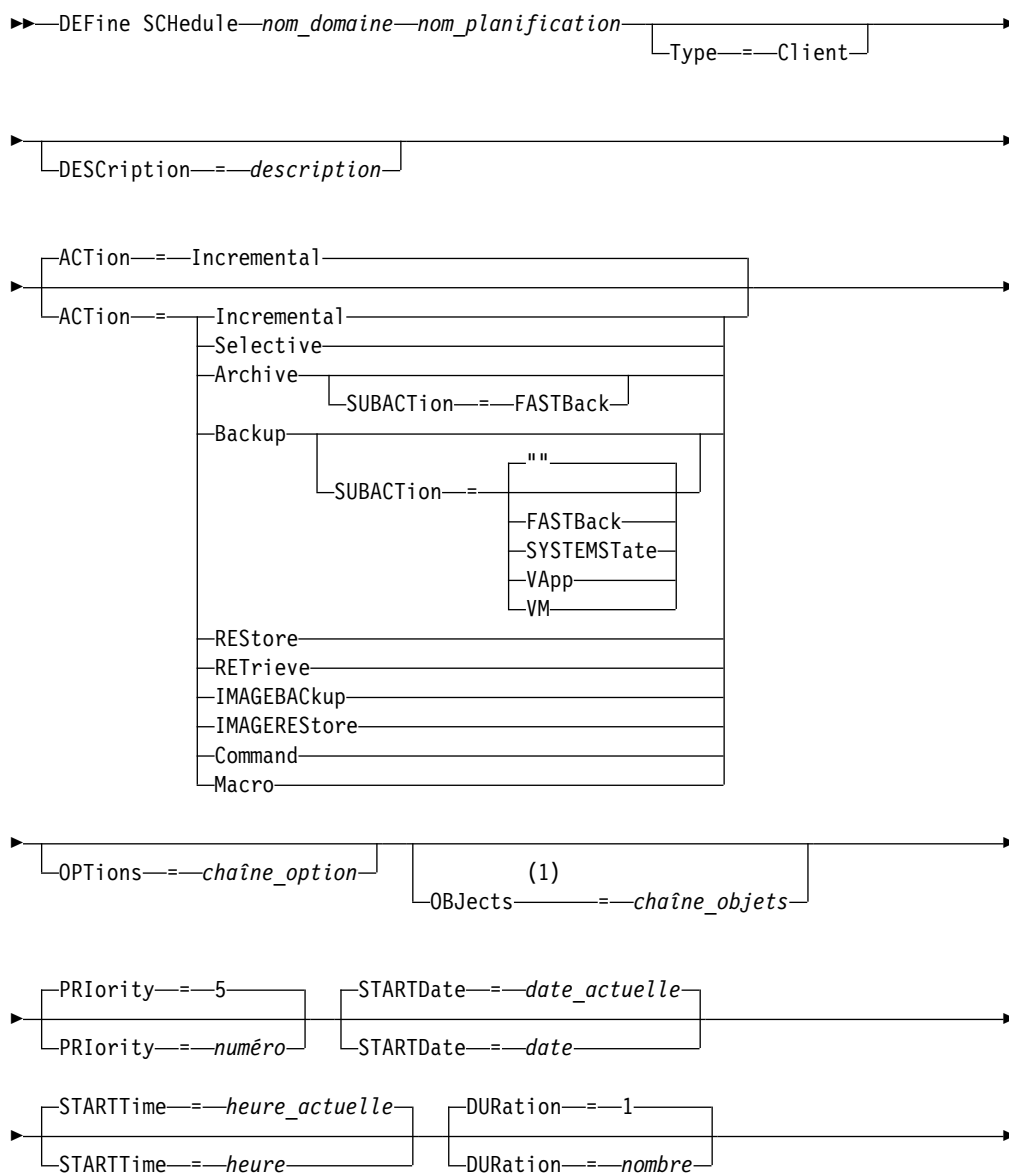 DEFine SCHedule nom_domaine nom_planification
Type = Client
DESCription = description
ACTion = Incremental
ACTion = Incremental
Selective
Archive
SUBACTion = FASTBack
Backup
""
SUBACTion =
FASTBack
SYSTEMSTate
VApp
VM
REStore
RETrieve
IMAGEBACkup
IMAGEREStore
Command
Macro
OPTions = chaîne_option
(1)
OBJects = chaîne_objets
PRIority = 5 STARTDate = date_actuelle
PRIority = numéro STARTDate = date
STARTTime = heure_actuelle DURation = 1
STARTTime = heure DURation = nombre